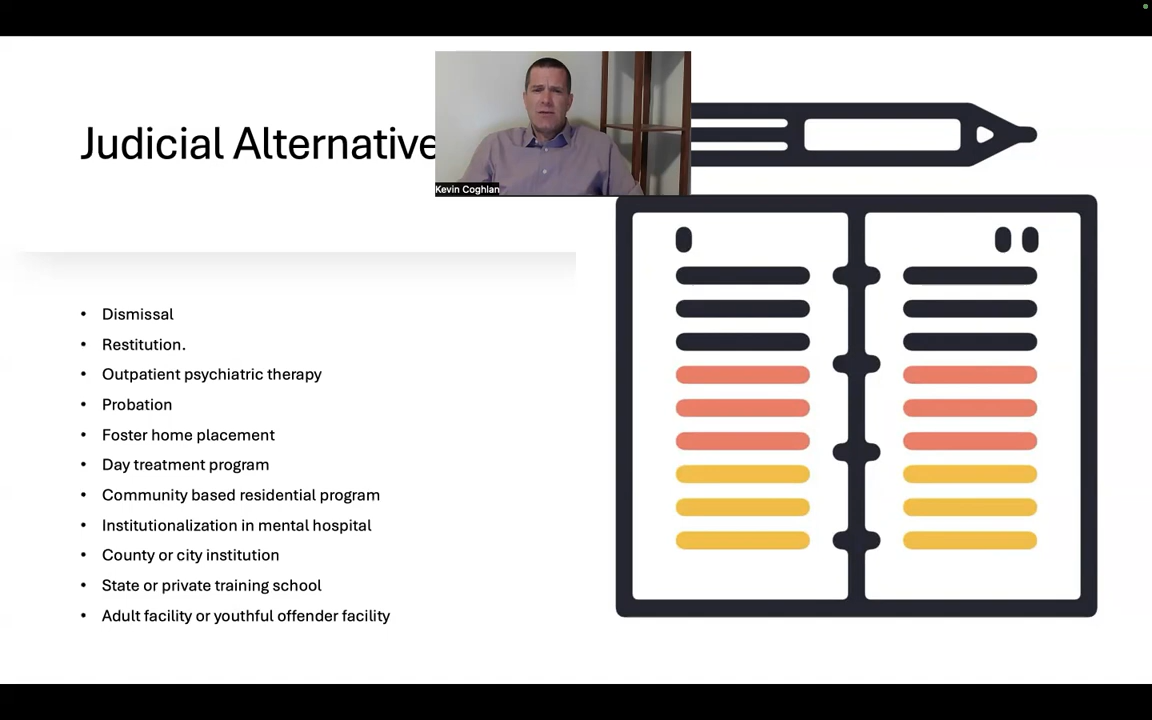 Judicial Alternative
Kevin Coghlan
• Dismissal
• Restitution.
• Outpatient psychiatric therapy
• Probation
• Foster home placement
• Day treatment program
• Community based residential program
• Institutionalization in mental hospital
• County or city institution
• State or private training school
• Adult facility or youthful offender facility